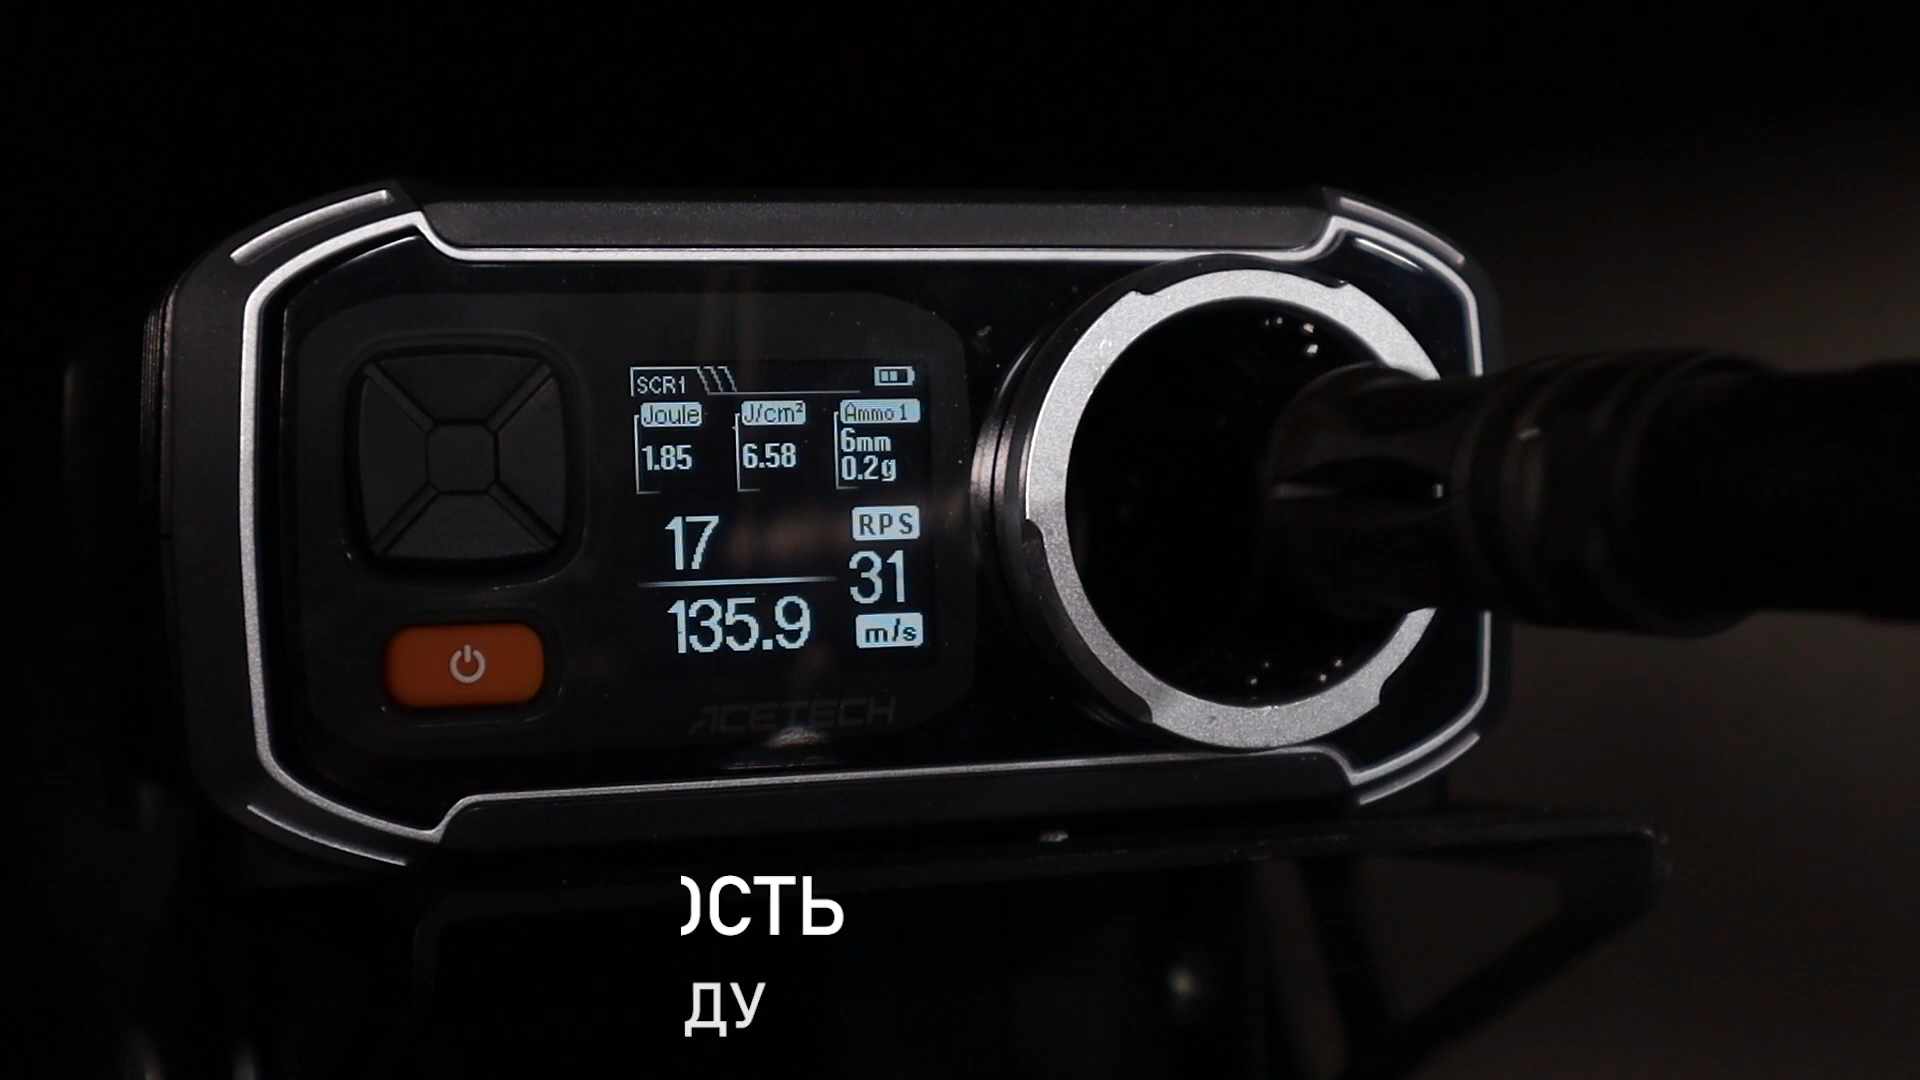 SCR1
Joule J/cm² Ammo 1
1.85 6.58 6mm
0.2g
17 RPS
31
135.9 m/s
ACETECH
ОСТЬ
ДУ